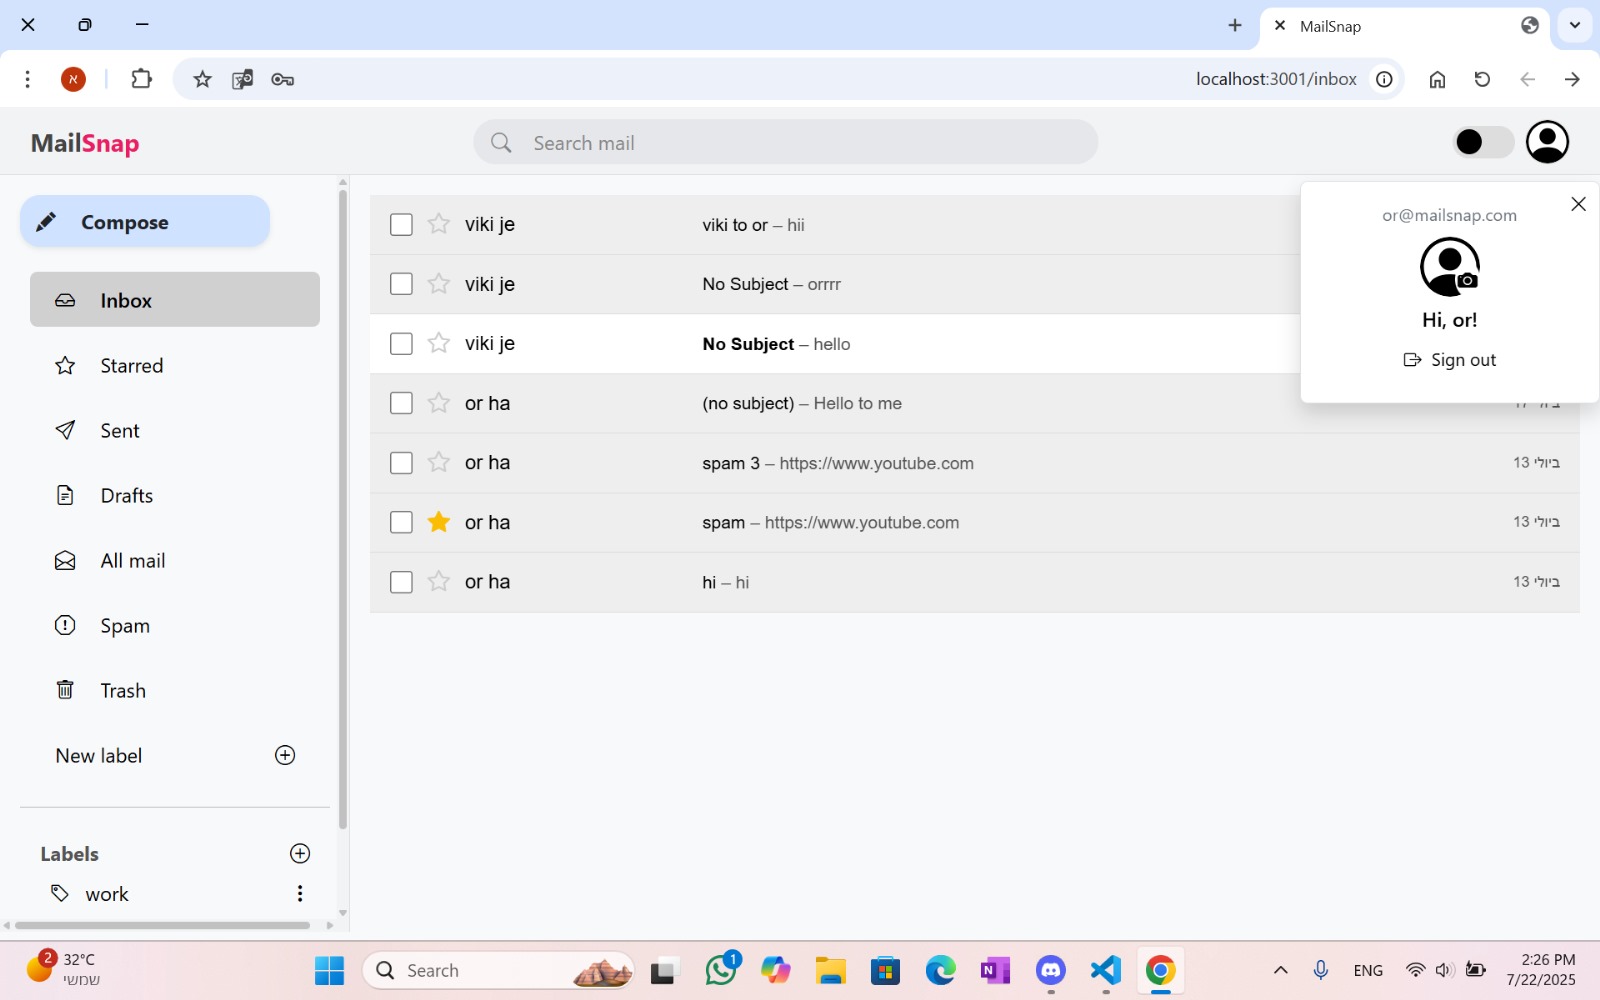 MailSnap
א
localhost:3001/inbox
MailSnap
Search mail
Compose
Inbox
Starred
Sent
Drafts
All mail
Spam
Trash
New label
Labels
work
viki je viki to or – hii
viki je No Subject – orrrr
viki je No Subject – hello
or ha (no subject) – Hello to me 17 ביולי
or ha spam 3 – https://www.youtube.com 13 ביולי
or ha spam – https://www.youtube.com 13 ביולי
or ha hi – hi 13 ביולי
or@mailsnap.com
Hi, or!
Sign out
2
32°C
שמשי
Search
1
N
ENG
2:26 PM
7/22/2025